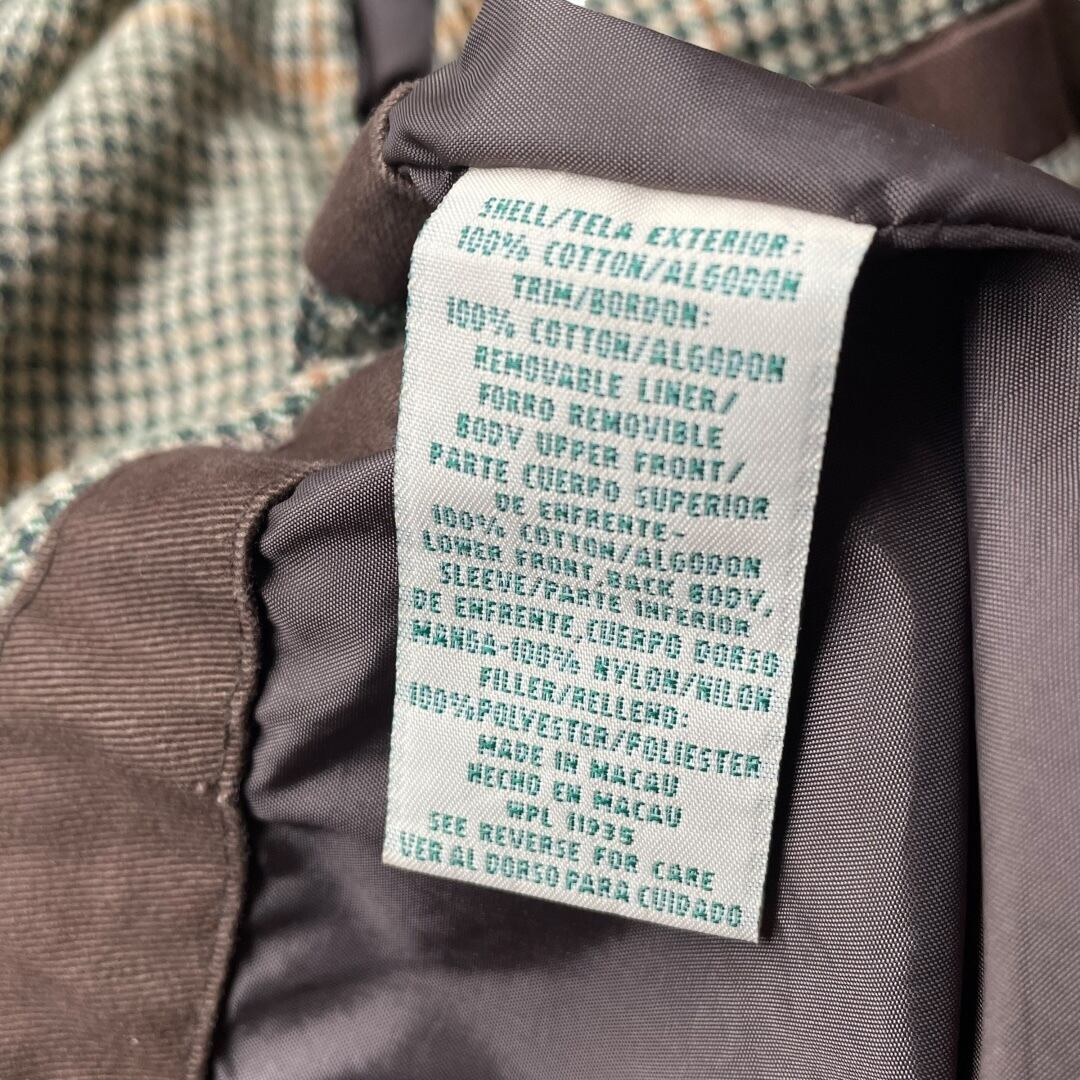 SHELL/TELA EXTERIOR:
100% COTTON/ALGODON
TRIM/BORDON:
100% COTTON/ALGODON
REMOVABLE LINER/
FORRO REMOVIBLE
BODY UPPER FRONT/
PARTE CUERPO SUPERIOR
DE ENFRENTE-
100% COTTON/ALGODON
LOWER FRONT,BACK BODY,
SLEEVE/PARTE INFERIOR
DE ENFRENTE,CUERPO DORSO
MANGA-100% NYLON/NILON
FILLER/RELLENO:
100%POLYESTER/POLIESTER
MADE IN MACAU
HECHO EN MACAU
WPL 11935
SEE REVERSE FOR CARE
VER AL DORSO PARA CUIDADO